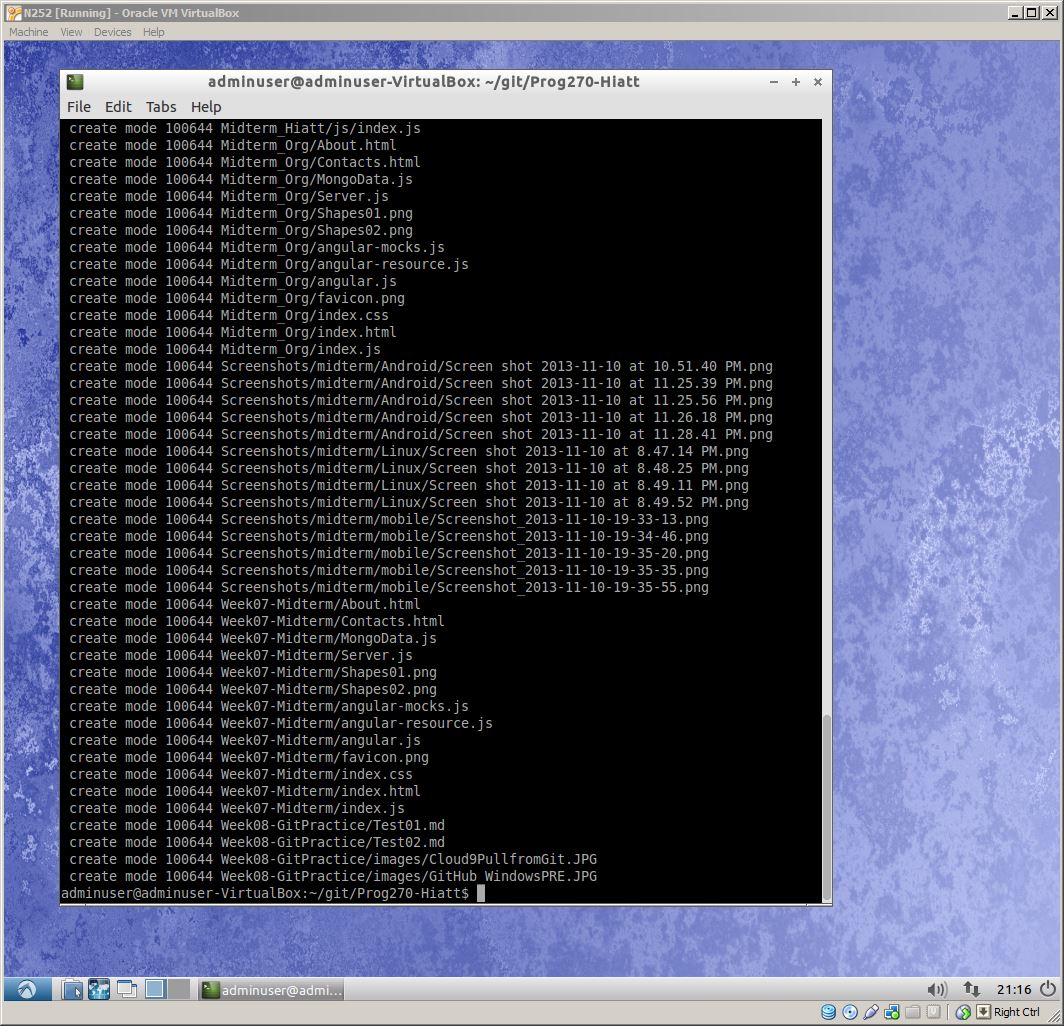 N252 [Running] - Oracle VM VirtualBox
Machine View Devices Help
adminuser@adminuser-VirtualBox: ~/git/Prog270-Hiatt
File Edit Tabs Help
create mode 100644 Midterm_Hiatt/js/index.js
create mode 100644 Midterm_Org/About.html
create mode 100644 Midterm_Org/Contacts.html
create mode 100644 Midterm_Org/MongoData.js
create mode 100644 Midterm_Org/Server.js
create mode 100644 Midterm_Org/Shapes01.png
create mode 100644 Midterm_Org/Shapes02.png
create mode 100644 Midterm_Org/angular-mocks.js
create mode 100644 Midterm_Org/angular-resource.js
create mode 100644 Midterm_Org/angular.js
create mode 100644 Midterm_Org/favicon.png
create mode 100644 Midterm_Org/index.css
create mode 100644 Midterm_Org/index.html
create mode 100644 Midterm_Org/index.js
create mode 100644 Screenshots/midterm/Android/Screen shot 2013-11-10 at 10.51.40 PM.png
create mode 100644 Screenshots/midterm/Android/Screen shot 2013-11-10 at 11.25.39 PM.png
create mode 100644 Screenshots/midterm/Android/Screen shot 2013-11-10 at 11.25.56 PM.png
create mode 100644 Screenshots/midterm/Android/Screen shot 2013-11-10 at 11.26.18 PM.png
create mode 100644 Screenshots/midterm/Android/Screen shot 2013-11-10 at 11.28.41 PM.png
create mode 100644 Screenshots/midterm/Linux/Screen shot 2013-11-10 at 8.47.14 PM.png
create mode 100644 Screenshots/midterm/Linux/Screen shot 2013-11-10 at 8.48.25 PM.png
create mode 100644 Screenshots/midterm/Linux/Screen shot 2013-11-10 at 8.49.11 PM.png
create mode 100644 Screenshots/midterm/Linux/Screen shot 2013-11-10 at 8.49.52 PM.png
create mode 100644 Screenshots/midterm/mobile/Screenshot_2013-11-10-19-33-13.png
create mode 100644 Screenshots/midterm/mobile/Screenshot_2013-11-10-19-34-46.png
create mode 100644 Screenshots/midterm/mobile/Screenshot_2013-11-10-19-35-20.png
create mode 100644 Screenshots/midterm/mobile/Screenshot_2013-11-10-19-35-35.png
create mode 100644 Screenshots/midterm/mobile/Screenshot_2013-11-10-19-35-55.png
create mode 100644 Week07-Midterm/About.html
create mode 100644 Week07-Midterm/Contacts.html
create mode 100644 Week07-Midterm/MongoData.js
create mode 100644 Week07-Midterm/Server.js
create mode 100644 Week07-Midterm/Shapes01.png
create mode 100644 Week07-Midterm/Shapes02.png
create mode 100644 Week07-Midterm/angular-mocks.js
create mode 100644 Week07-Midterm/angular-resource.js
create mode 100644 Week07-Midterm/angular.js
create mode 100644 Week07-Midterm/favicon.png
create mode 100644 Week07-Midterm/index.css
create mode 100644 Week07-Midterm/index.html
create mode 100644 Week07-Midterm/index.js
create mode 100644 Week08-GitPractice/Test01.md
create mode 100644 Week08-GitPractice/Test02.md
create mode 100644 Week08-GitPractice/images/Cloud9PullfromGit.JPG
create mode 100644 Week08-GitPractice/images/GitHub WindowsPRE.JPG
adminuser@adminuser-VirtualBox:~/git/Prog270-Hiatt$
adminuser@admi... 21:16
Right Ctrl